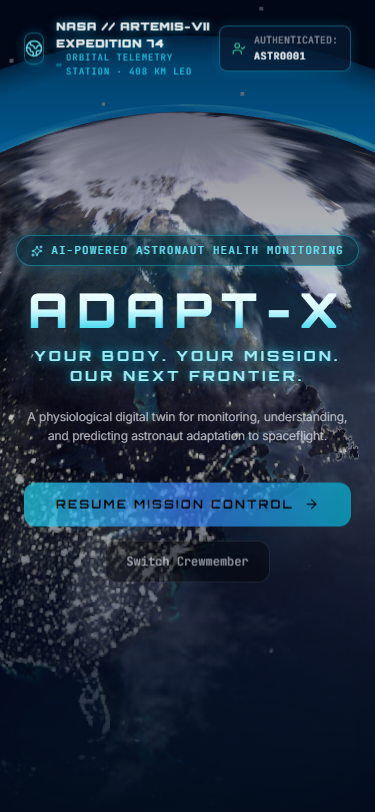 NASA // ARTEMIS-VII
EXPEDITION 74
ORBITAL TELEMETRY
STATION · 408 KM LEO
AUTHENTICATED:
ASTRO001
AI-POWERED ASTRONAUT HEALTH MONITORING
ADAPT-X
YOUR BODY. YOUR MISSION.
OUR NEXT FRONTIER.
A physiological digital twin for monitoring, understanding,
and predicting astronaut adaptation to spaceflight.
RESUME MISSION CONTROL →
Switch Crewmember